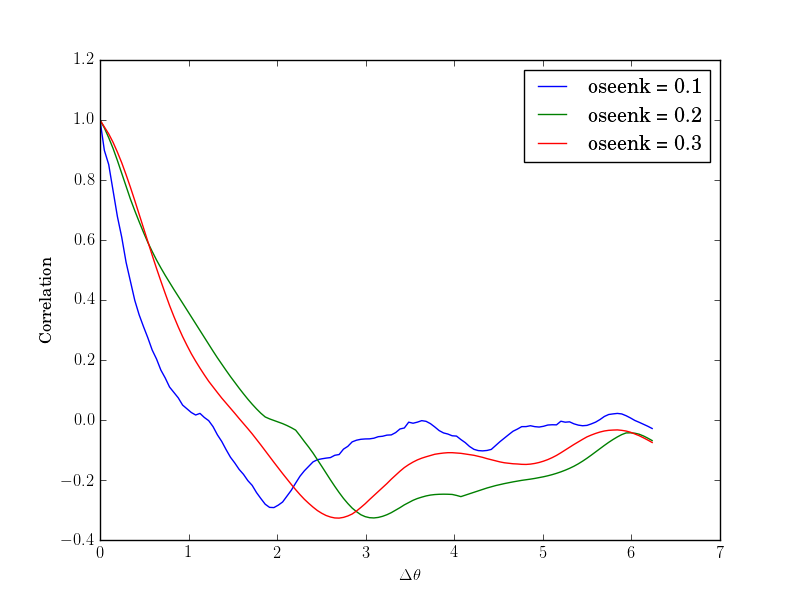 1.2
oseenk = 0.1
oseenk = 0.2
oseenk = 0.3
1.0
0.8
0.6
0.4
0.2
0.0
−0.2
−0.4
Correlation
0 1 2 3 4 5 6 7
Δθ